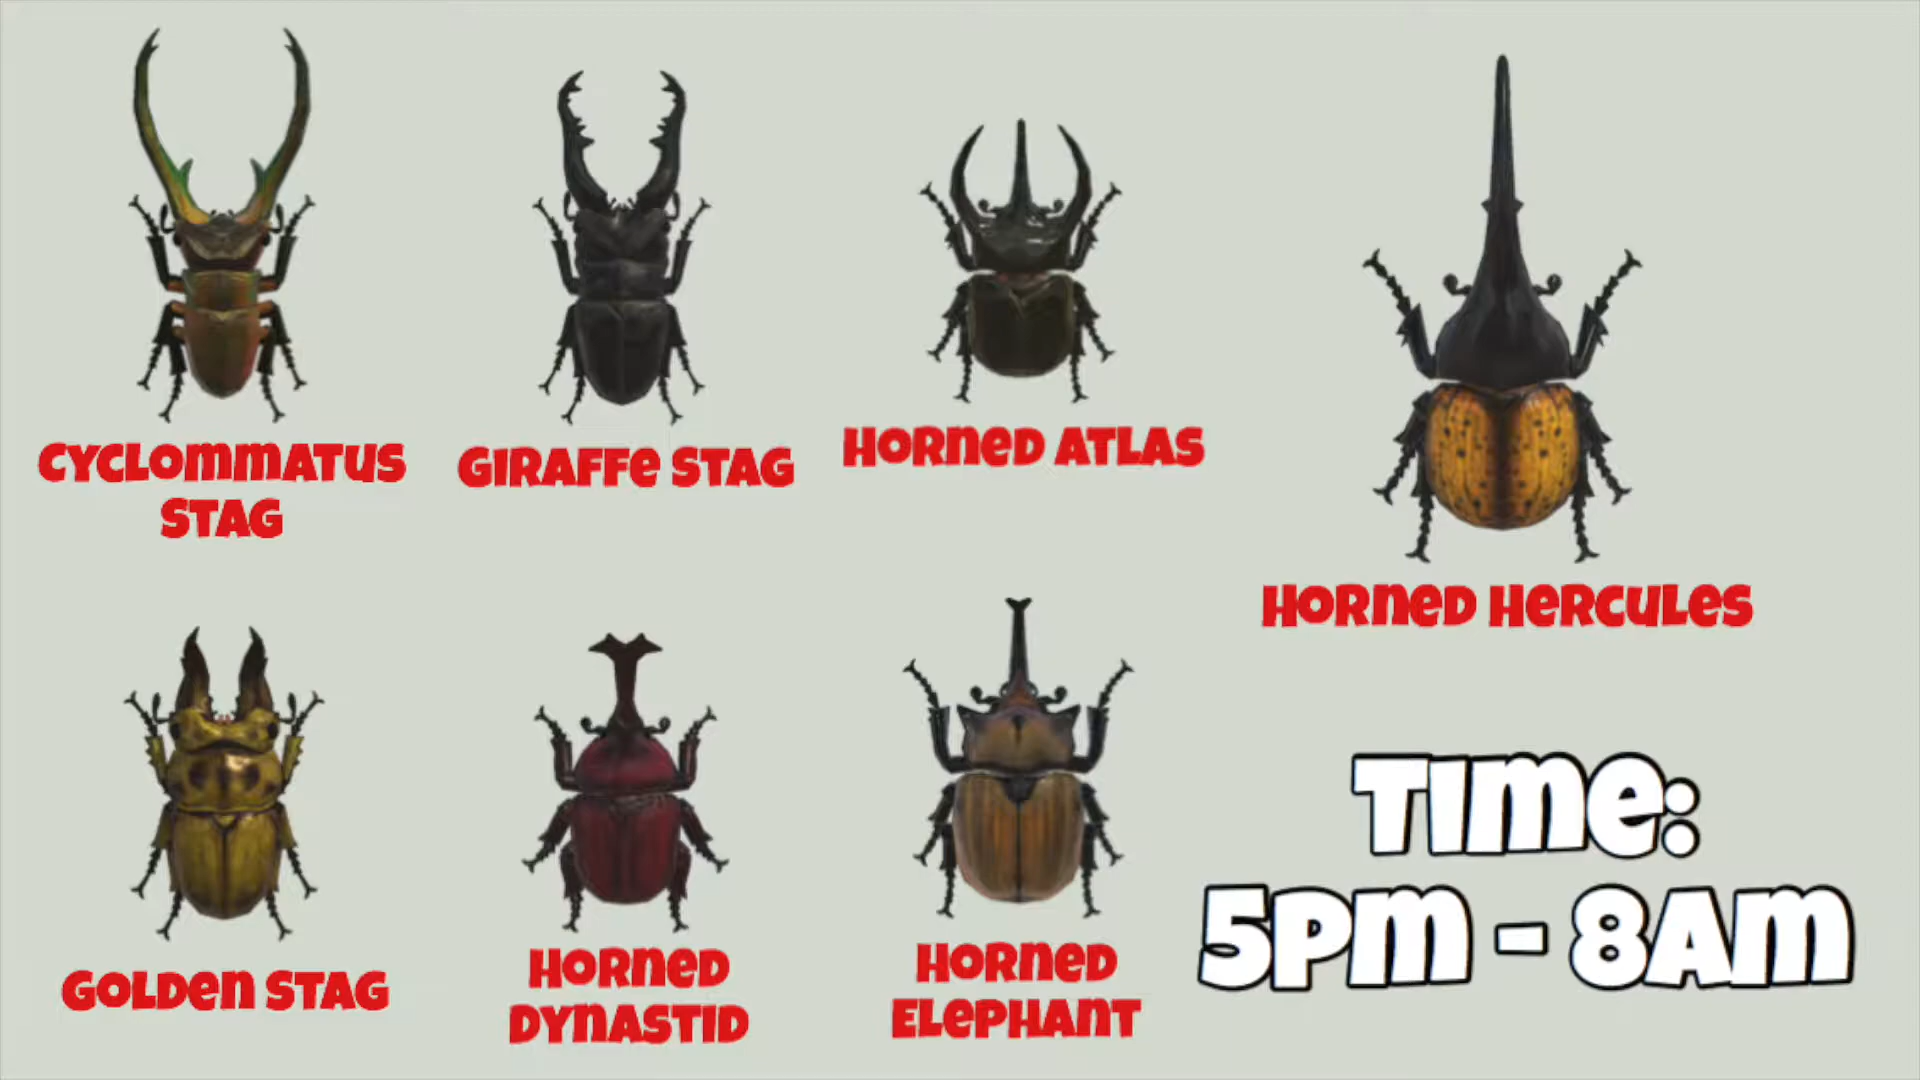 CYCLOMMATUS
STAG
GIRAFFE STAG
HORNED ATLAS
HORNED HERCULES
GOLDEN STAG
HORNED
DYNASTID
HORNED
ELEPHANT
TIME:
5PM - 8AM